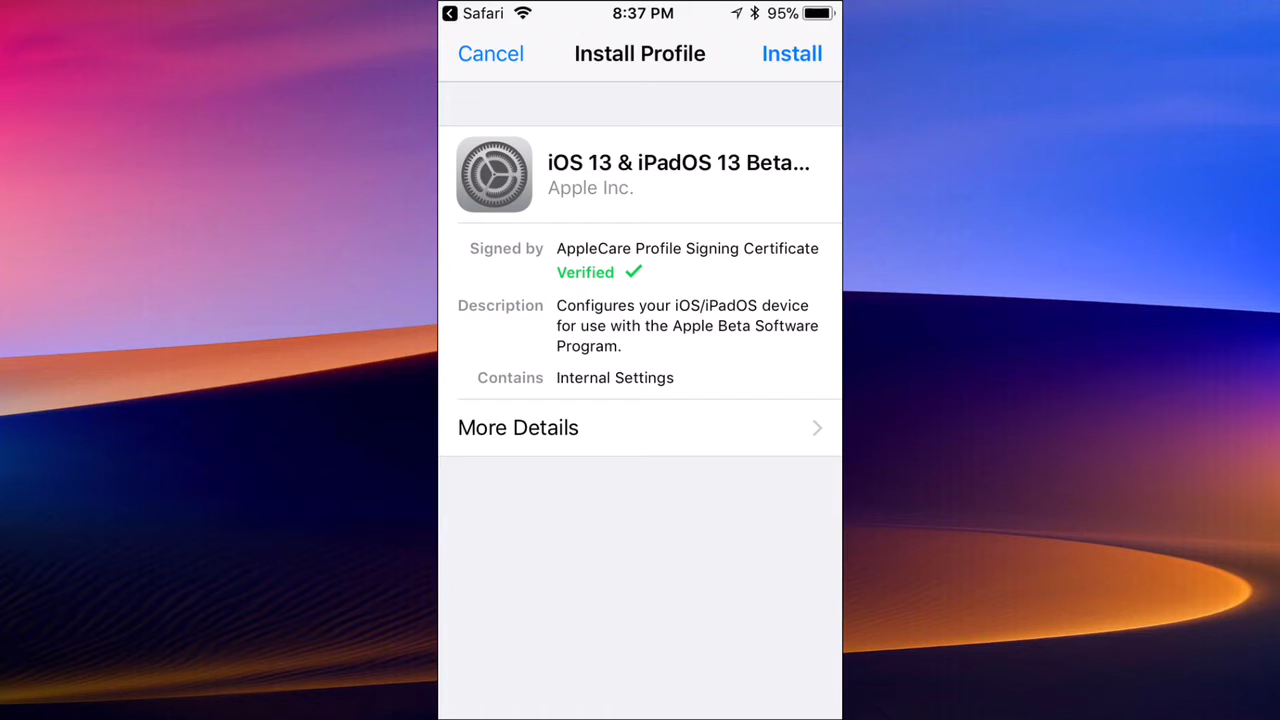 Safari 8:37 PM 95%
Cancel Install Profile Install
iOS 13 & iPadOS 13 Beta...
Apple Inc.
Signed by AppleCare Profile Signing Certificate
Verified
Description Configures your iOS/iPadOS device
for use with the Apple Beta Software
Program.
Contains Internal Settings
More Details